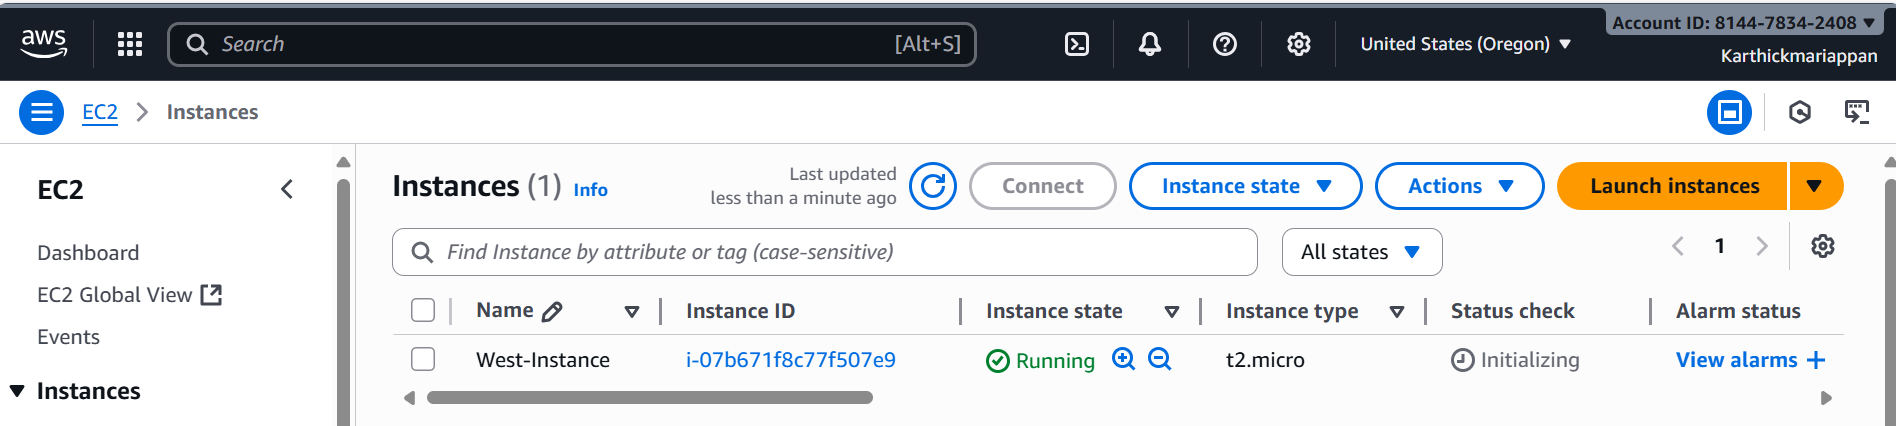 Account ID: 8144-7834-2408
aws
Search [Alt+S]
United States (Oregon)
Karthickmariappan
EC2 Instances
EC2
Dashboard
EC2 Global View
Events
Instances
Instances (1) Info
Last updated
less than a minute ago
Connect
Instance state
Actions
Launch instances
Find Instance by attribute or tag (case-sensitive)
All states
1
Name Instance ID Instance state Instance type Status check Alarm status
West-Instance i-07b671f8c77f507e9 Running t2.micro Initializing View alarms +